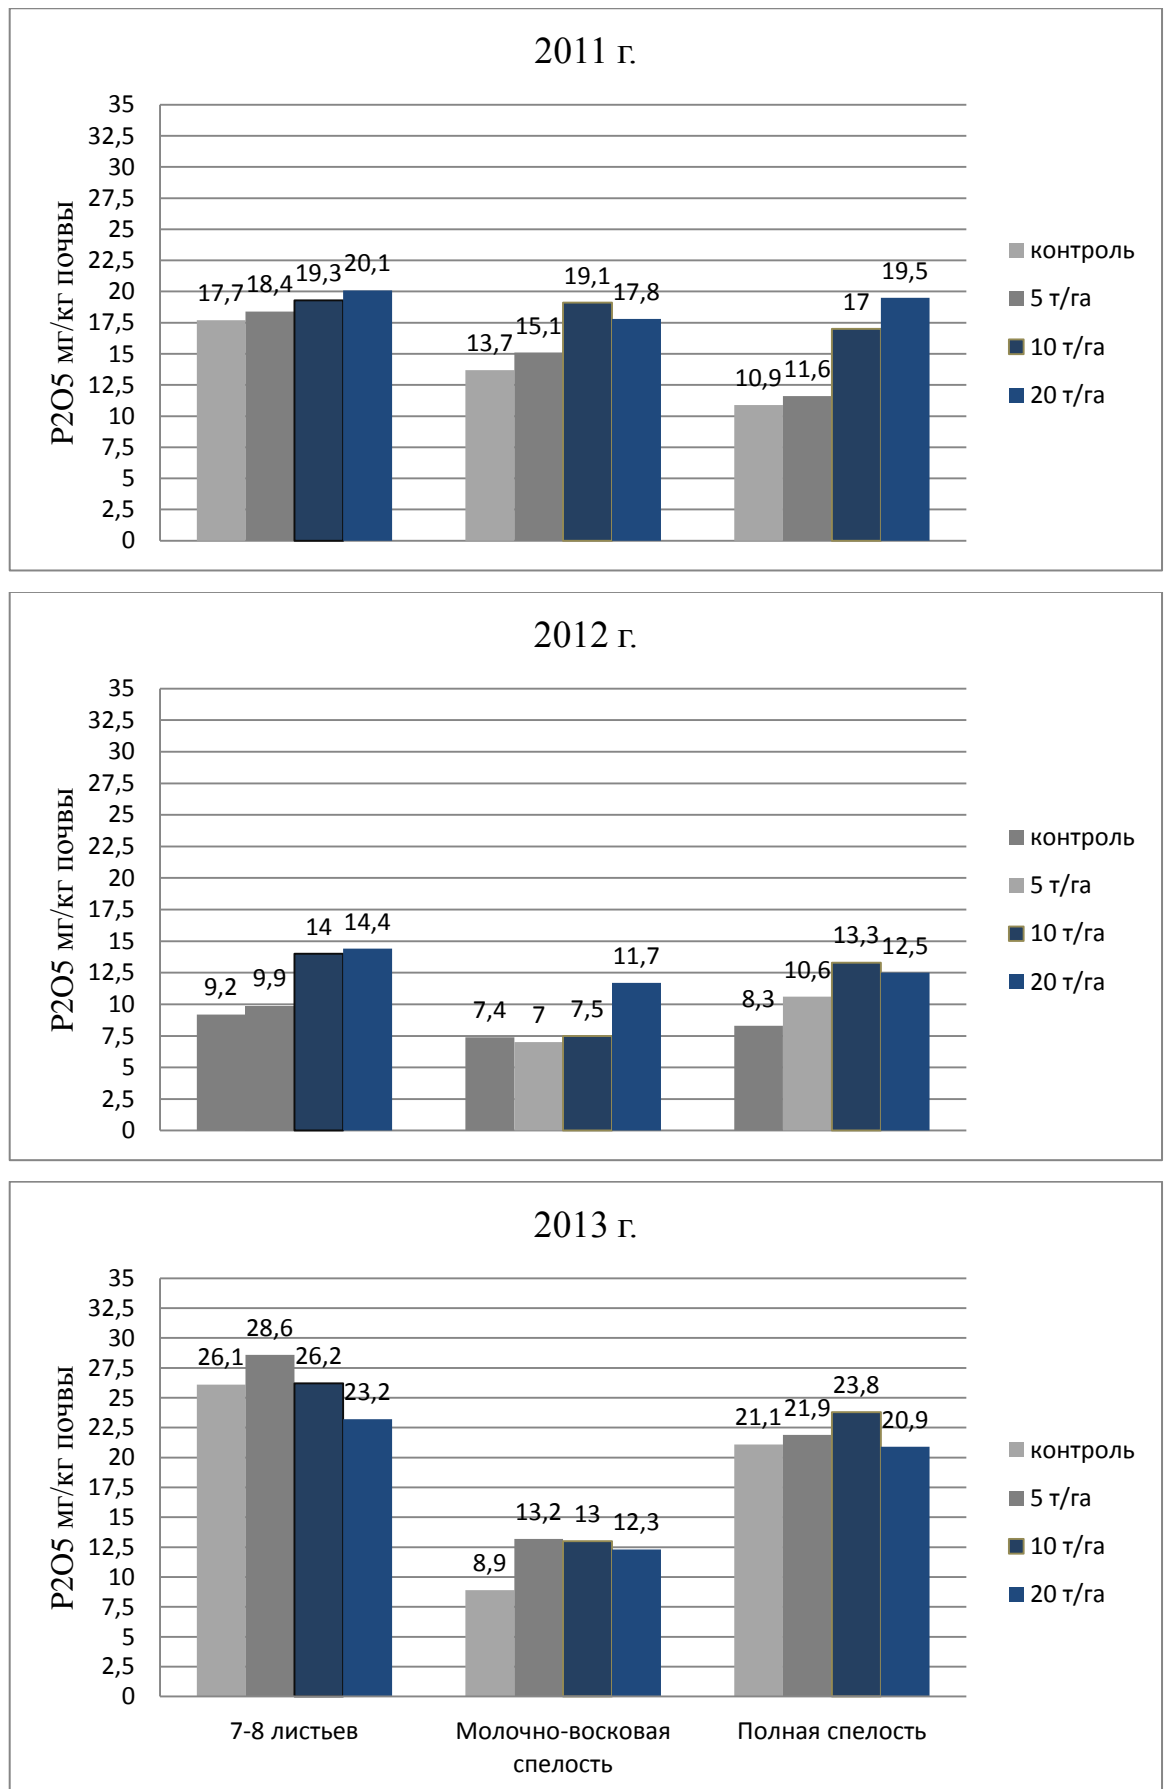 2011 г.
P2O5 мг/кг почвы
35
32,5
30
27,5
25
22,5
20
17,5
15
12,5
10
7,5
5
2,5
0
17,7 18,4 19,3 20,1
13,7 15,1 19,1 17,8
10,9 11,6 17 19,5
контроль
5 т/га
10 т/га
20 т/га
2012 г.
P2O5 мг/кг почвы
35
32,5
30
27,5
25
22,5
20
17,5
15
12,5
10
7,5
5
2,5
0
9,2 9,9 14 14,4
7,4 7 7,5 11,7
8,3 10,6 13,3 12,5
контроль
5 т/га
10 т/га
20 т/га
2013 г.
P2O5 мг/кг почвы
35
32,5
30
27,5
25
22,5
20
17,5
15
12,5
10
7,5
5
2,5
0
26,1 28,6 26,2 23,2
8,9 13,2 13 12,3
21,1 21,9 23,8 20,9
7-8 листьев
Молочно-восковая
спелость
Полная спелость
контроль
5 т/га
10 т/га
20 т/га